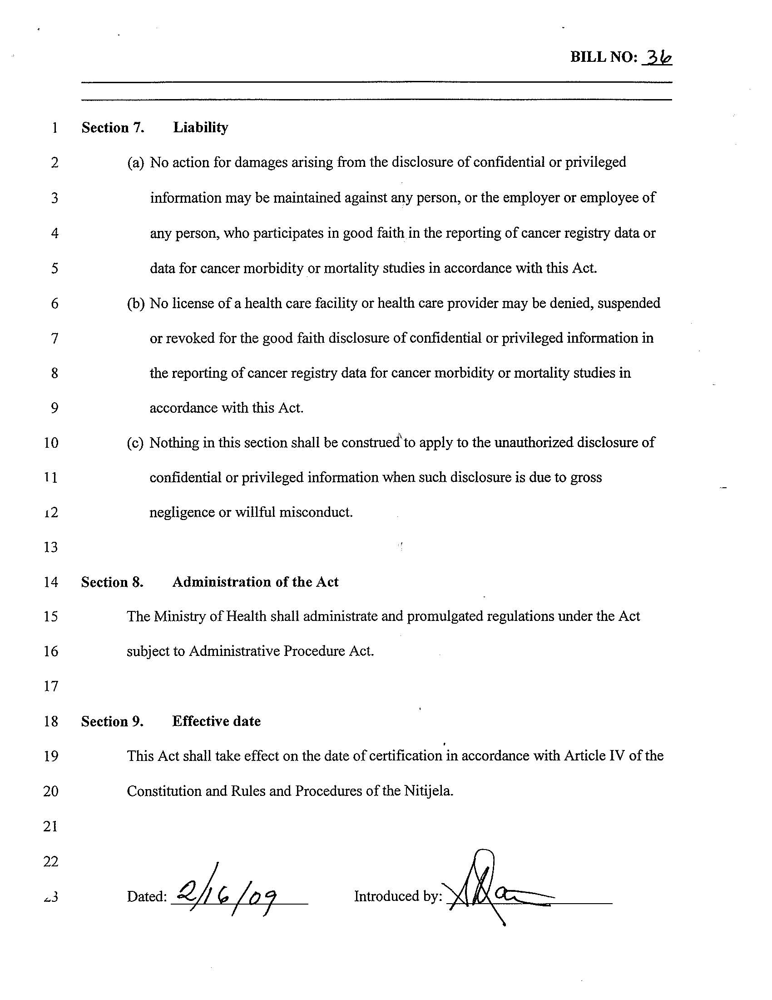 BILL NO: 36
1 Section 7. Liability
2 (a) No action for damages arising from the disclosure of confidential or privileged
3 information may be maintained against any person, or the employer or employee of
4 any person, who participates in good faith in the reporting of cancer registry data or
5 data for cancer morbidity or mortality studies in accordance with this Act.
6 (b) No license of a health care facility or health care provider may be denied, suspended
7 or revoked for the good faith disclosure of confidential or privileged information in
8 the reporting of cancer registry data for cancer morbidity or mortality studies in
9 accordance with this Act.
10 (c) Nothing in this section shall be construed to apply to the unauthorized disclosure of
11 confidential or privileged information when such disclosure is due to gross
12 negligence or willful misconduct.
13
14 Section 8. Administration of the Act
15 The Ministry of Health shall administrate and promulgated regulations under the Act
16 subject to Administrative Procedure Act.
17
18 Section 9. Effective date
19 This Act shall take effect on the date of certification in accordance with Article IV of the
20 Constitution and Rules and Procedures of the Nitijela.
21
22
23 Dated: 2/16/09 Introduced by: